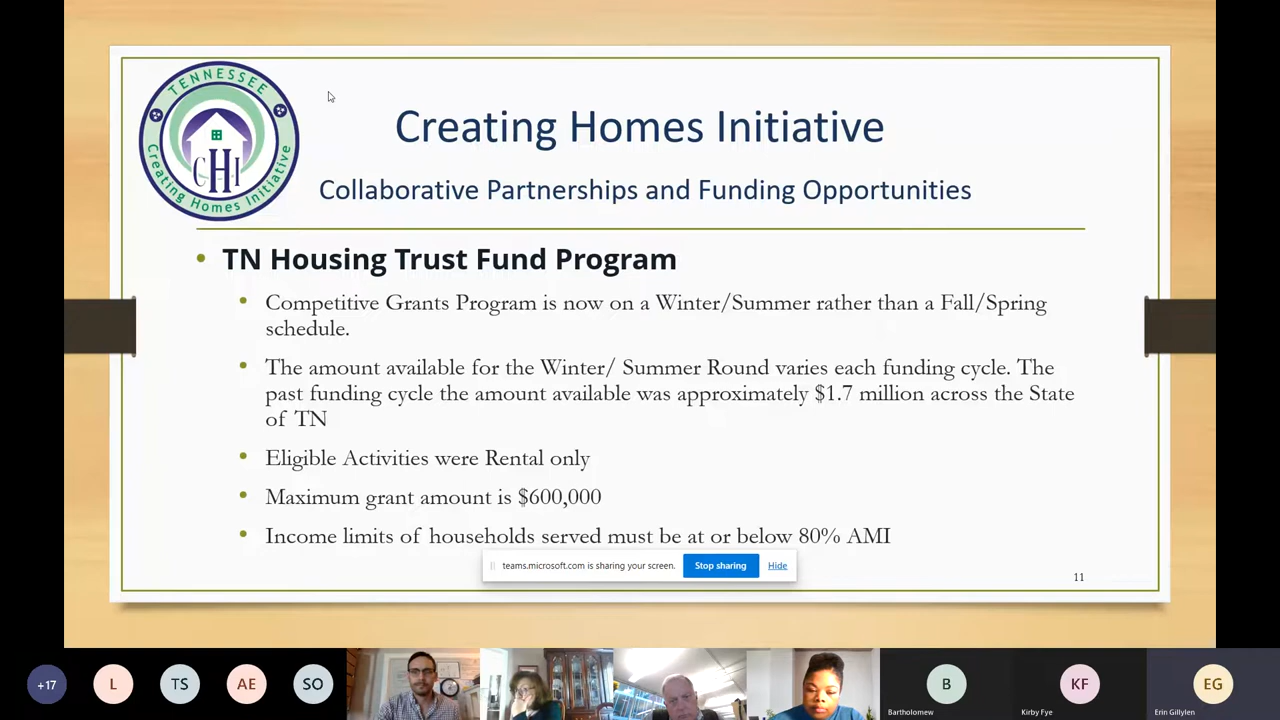 TENNESSEE
CHI
Creating Homes Initiative
Creating Homes Initiative
Collaborative Partnerships and Funding Opportunities
• TN Housing Trust Fund Program
• Competitive Grants Program is now on a Winter/Summer rather than a Fall/Spring
schedule.
• The amount available for the Winter/ Summer Round varies each funding cycle. The
past funding cycle the amount available was approximately $1.7 million across the State
of TN
• Eligible Activities were Rental only
• Maximum grant amount is $600,000
• Income limits of households served must be at or below 80% AMI
teams.microsoft.com is sharing your screen. Stop sharing Hide
11
+17 L TS AE SO B KF EG
Bartholomew Kirby Fye Erin Gillylen